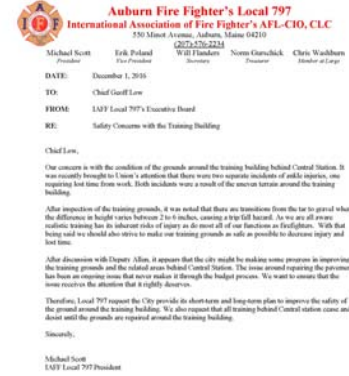 Auburn Fire Fighter's Local 797
International Association of Fire Fighter's AFL-CIO, CLC
550 Minot Avenue, Auburn, Maine 04210
(207)-576-2234
Michael Scott Erik Poland Will Flanders Norm Gurschick Chris Washburn
President Vice President Secretary Treasurer Member at Large
DATE: December 1, 2016
TO: Chief Geoff Low
FROM: IAFF Local 797's Executive Board
RE: Safety Concerns with the Training Building
Chief Low,
Our concern is with the condition of the grounds around the training building behind Central Station. It
was recently brought to Union's attention that there were two separate incidents of ankle injuries, one
requiring lost time from work. Both incidents were a result of the uneven terrain around the training
building.
After inspection of the training grounds, it was noted that there are transitions from the tar to gravel wher
the difference in height varies between 2 to 6 inches, causing a trip/fall hazard. As we are all aware
realistic training has its inherent risks of injury as do most all of our functions as firefighters. With that
being said we should also strive to make our training grounds as safe as possible to decrease injury and
lost time.
After discussion with Deputy Allen, it appears that the city might be making some progress in improving
the training grounds and the related areas behind Central Station. The issue around repairing the pavemen
has been an ongoing issue that never makes it through the budget process. We want to ensure that the
issue receives the attention that it rightly deserves.
Therefore, Local 797 request the City provide its short-term and long-term plan to improve the safety of
the ground around the training building. We also request that all training behind Central station cease and
desist until the grounds are repaired around the training building.
Sincerely,
Michael Scott
IAFF Local 797 President